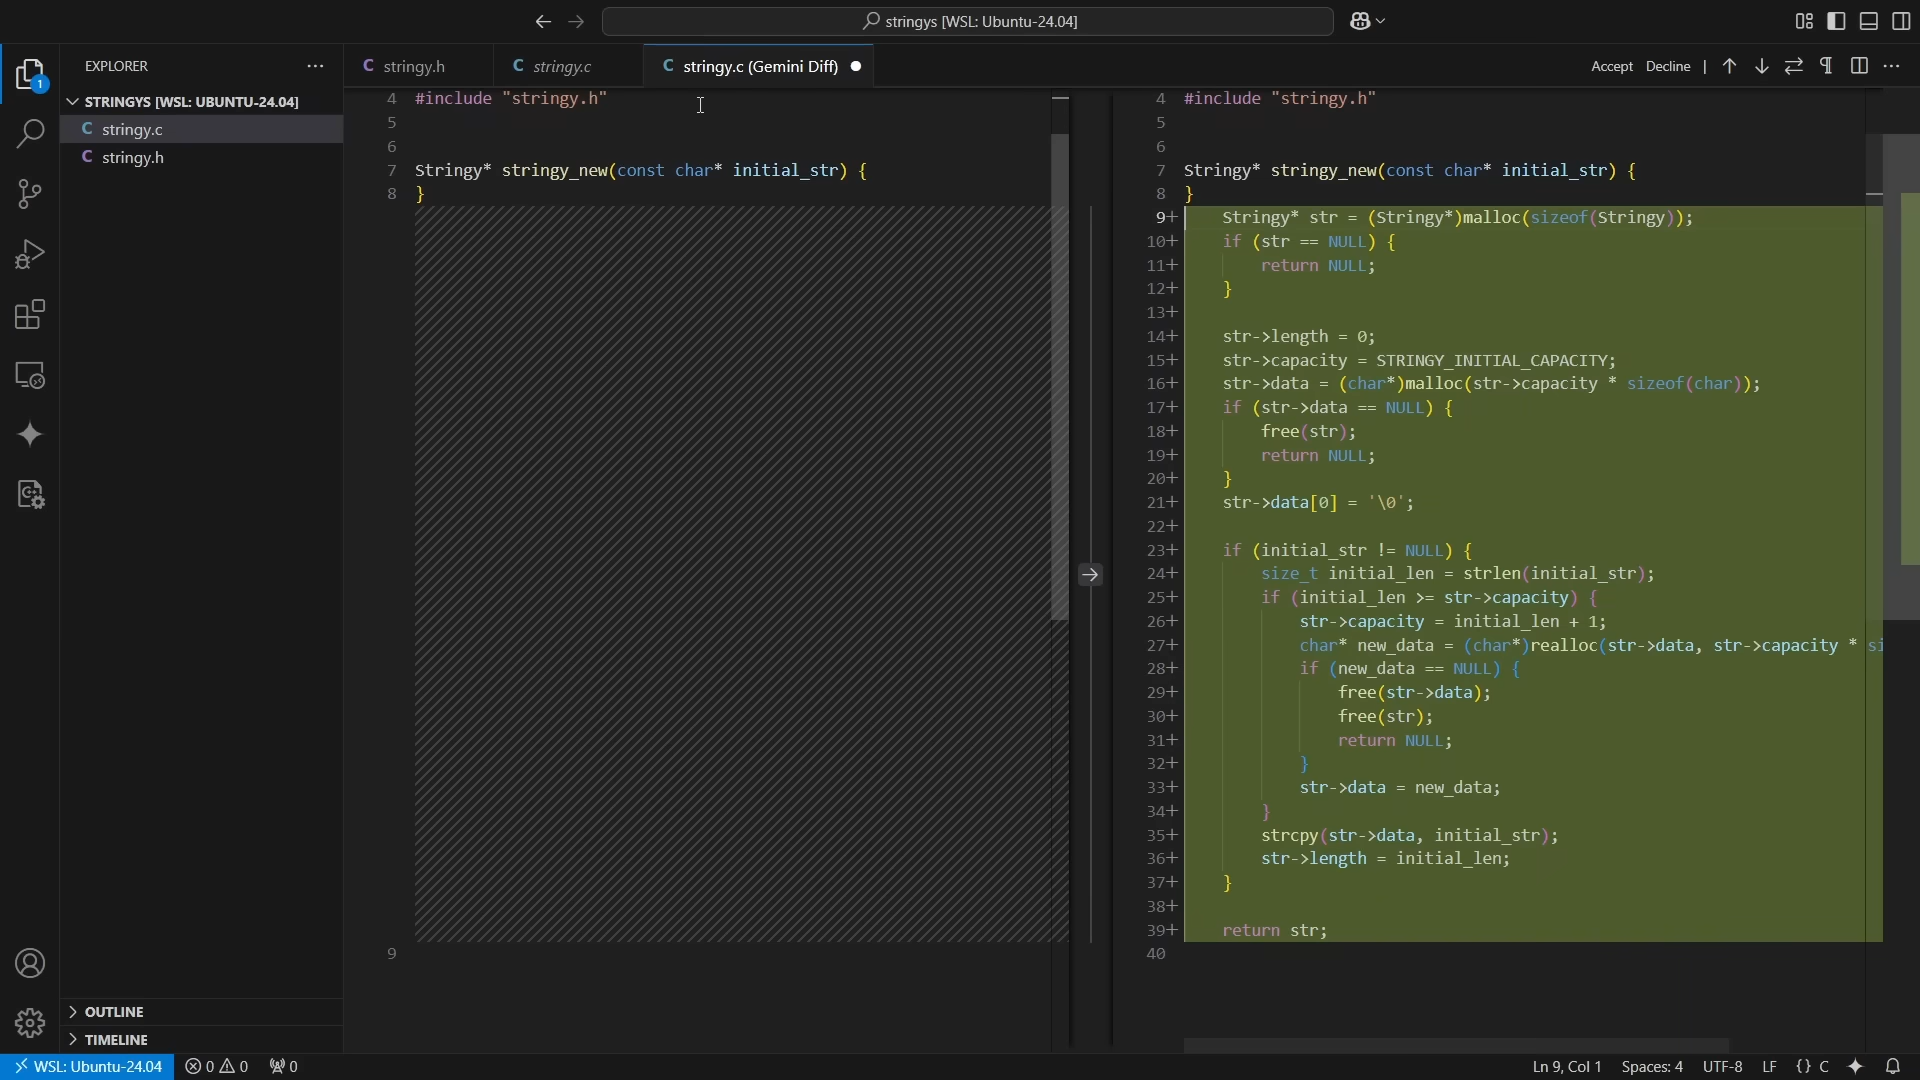 stringys [WSL: Ubuntu-24.04]
EXPLORER
stringy.h
stringy.c
stringy.c (Gemini Diff)
Accept Decline
1
STRINGYS [WSL: UBUNTU-24.04]
C stringy.c
C stringy.h
4 #include "stringy.h"
5
6
7 Stringy* stringy_new(const char* initial_str) {
8 }
9
4 #include "stringy.h"
5
6
7 Stringy* stringy_new(const char* initial_str) {
8 }
9+ Stringy* str = (Stringy*)malloc(sizeof(Stringy));
10+ if (str == NULL) {
11+ return NULL;
12+ }
13+
14+ str->length = 0;
15+ str->capacity = STRINGY_INITIAL_CAPACITY;
16+ str->data = (char*)malloc(str->capacity * sizeof(char));
17+ if (str->data == NULL) {
18+ free(str);
19+ return NULL;
20+ }
21+ str->data[0] = '\0';
22+
23+ if (initial_str != NULL) {
24+ size_t initial_len = strlen(initial_str);
25+ if (initial_len >= str->capacity) {
26+ str->capacity = initial_len + 1;
27+ char* new_data = (char*)realloc(str->data, str->capacity * si
28+ if (new_data == NULL) {
29+ free(str->data);
30+ free(str);
31+ return NULL;
32+ }
33+ str->data = new_data;
34+ }
35+ strcpy(str->data, initial_str);
36+ str->length = initial_len;
37+ }
38+
39+ return str;
40
OUTLINE
TIMELINE
WSL: Ubuntu-24.04 0 0 0
Ln 9, Col 1 Spaces: 4 UTF-8 LF {} C